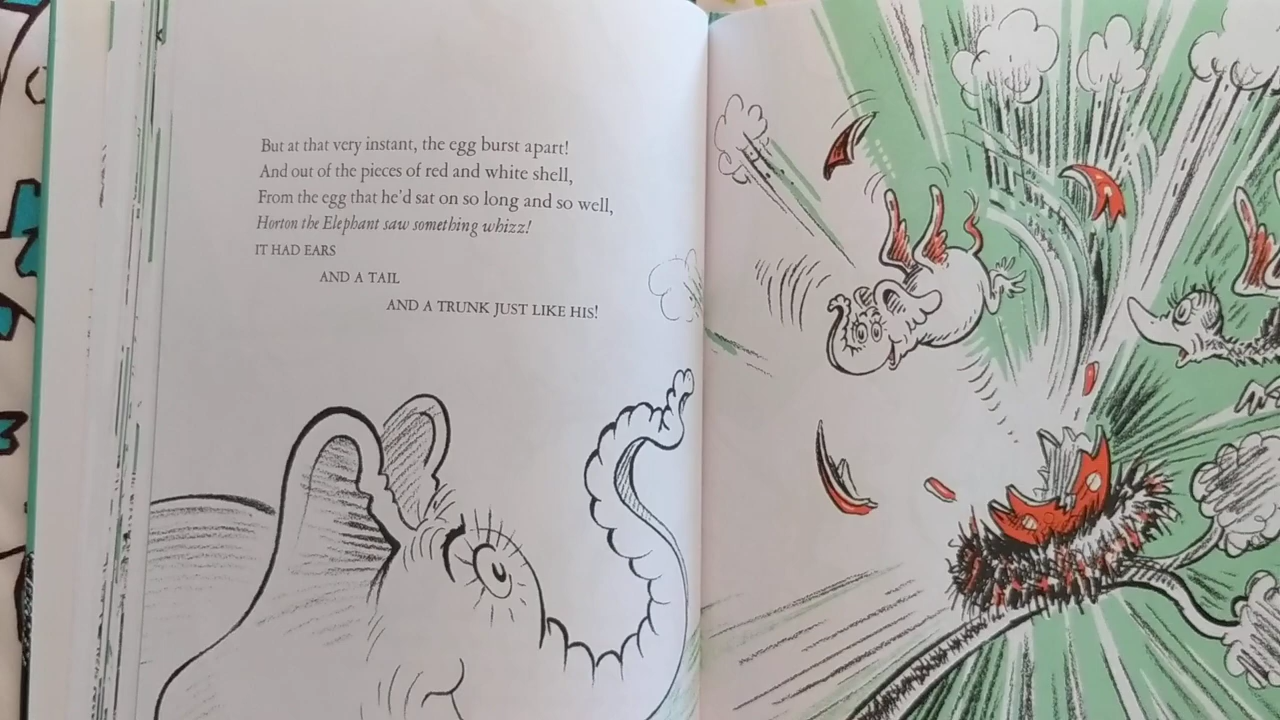 But at that very instant, the egg burst apart!
And out of the pieces of red and white shell,
From the egg that he'd sat on so long and so well,
Horton the Elephant saw something whizz!
IT HAD EARS
AND A TAIL
AND A TRUNK JUST LIKE HIS!